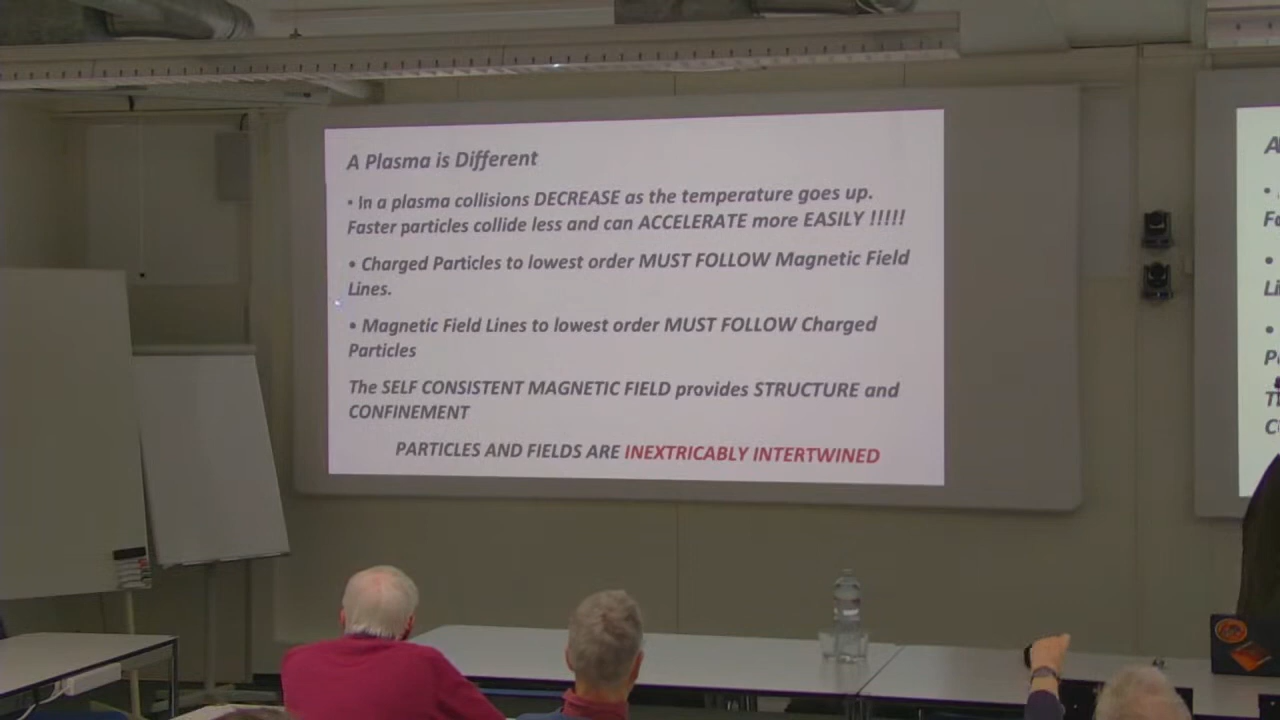 A Plasma is Different
• In a plasma collisions DECREASE as the temperature goes up.
Faster particles collide less and can ACCELERATE more EASILY !!!!!
• Charged Particles to lowest order MUST FOLLOW Magnetic Field
Lines.
• Magnetic Field Lines to lowest order MUST FOLLOW Charged
Particles
The SELF CONSISTENT MAGNETIC FIELD provides STRUCTURE and
CONFINEMENT
PARTICLES AND FIELDS ARE INEXTRICABLY INTERTWINED